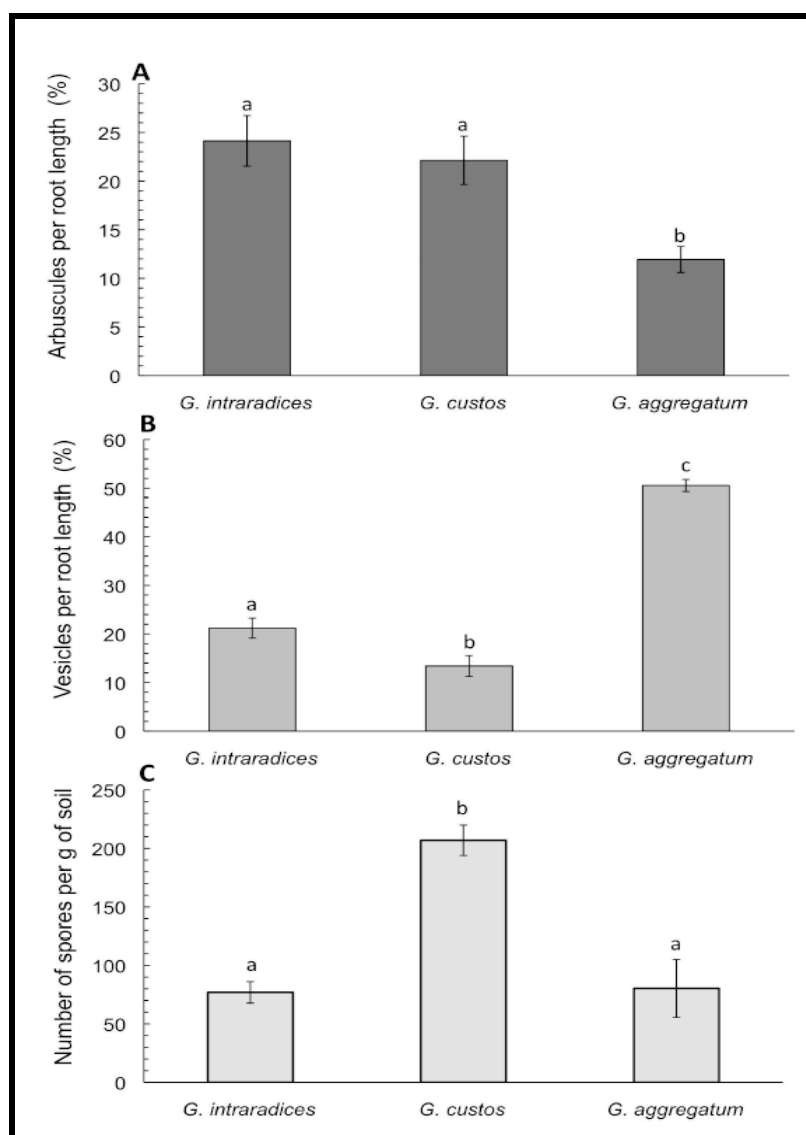 A
Arbuscules per root length (%)
30
25
20
15
10
5
0
a
a
b
G. intraradices
G. custos
G. aggregatum
B
Vesicles per root length (%)
60
50
40
30
20
10
0
a
b
c
G. intraradices
G. custos
G. aggregatum
C
Number of spores per g of soil
250
200
150
100
50
0
a
b
a
G. intraradices
G. custos
G. aggregatum